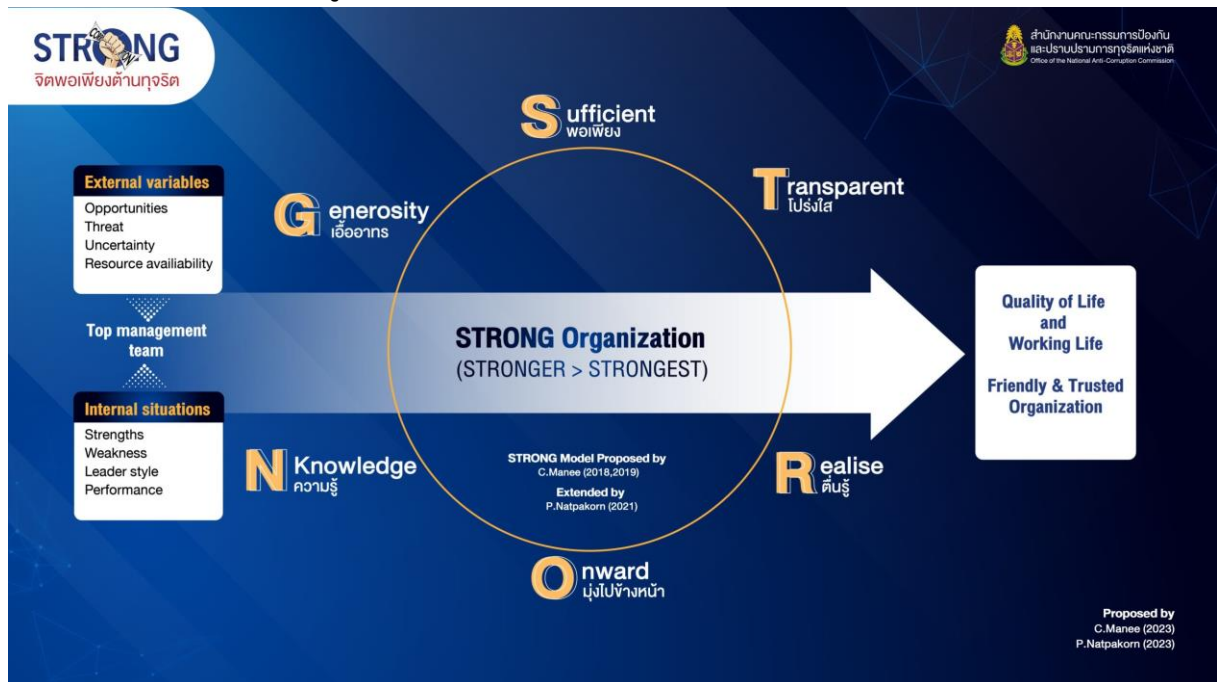 STRONG
จิตพอเพียงต้านทุจริต
สำนักงานคณะกรรมการป้องกัน
และปราบปรามการทุจริตแห่งชาติ
Office of the National Anti-Corruption Commission
Sufficient
พอเพียง
Transparent
โปร่งใส
Generosity
เอื้ออาทร
External variables
Opportunities
Threat
Uncertainty
Resource availiability
Top management
team
Internal situations
Strengths
Weakness
Leader style
Performance
STRONG Organization
(STRONGER > STRONGEST)
Quality of Life
and
Working Life
Friendly & Trusted
Organization
N Knowledge
ความรู้
STRONG Model Proposed by
C.Manee (2018,2019)
Extended by
P.Natpakorn (2021)
Realise
ตื่นรู้
Onward
มุ่งไปข้างหน้า
Proposed by
C.Manee (2023)
P.Natpakorn (2023)